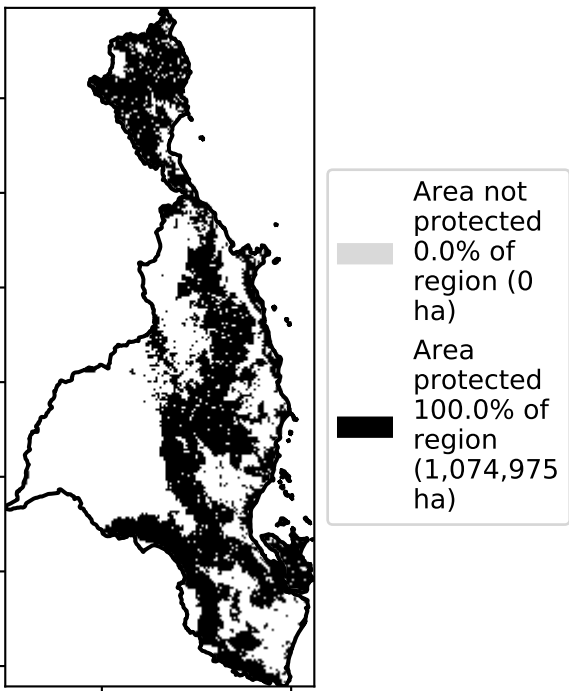 Area not
protected
0.0% of
region (0
ha)
Area
protected
100.0% of
region
(1,074,975
ha)